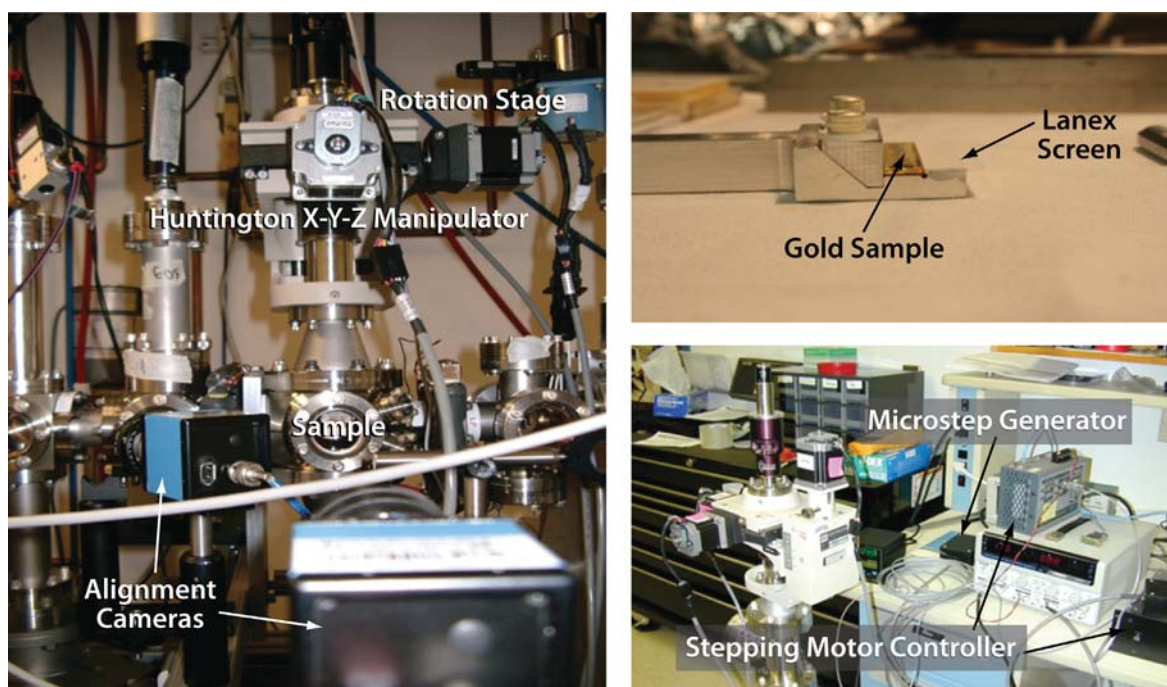 Rotation Stage
Huntington X-Y-Z Manipulator
Sample
Alignment
Cameras
Lanex
Screen
Gold Sample
Microstep Generator
Stepping Motor Controller